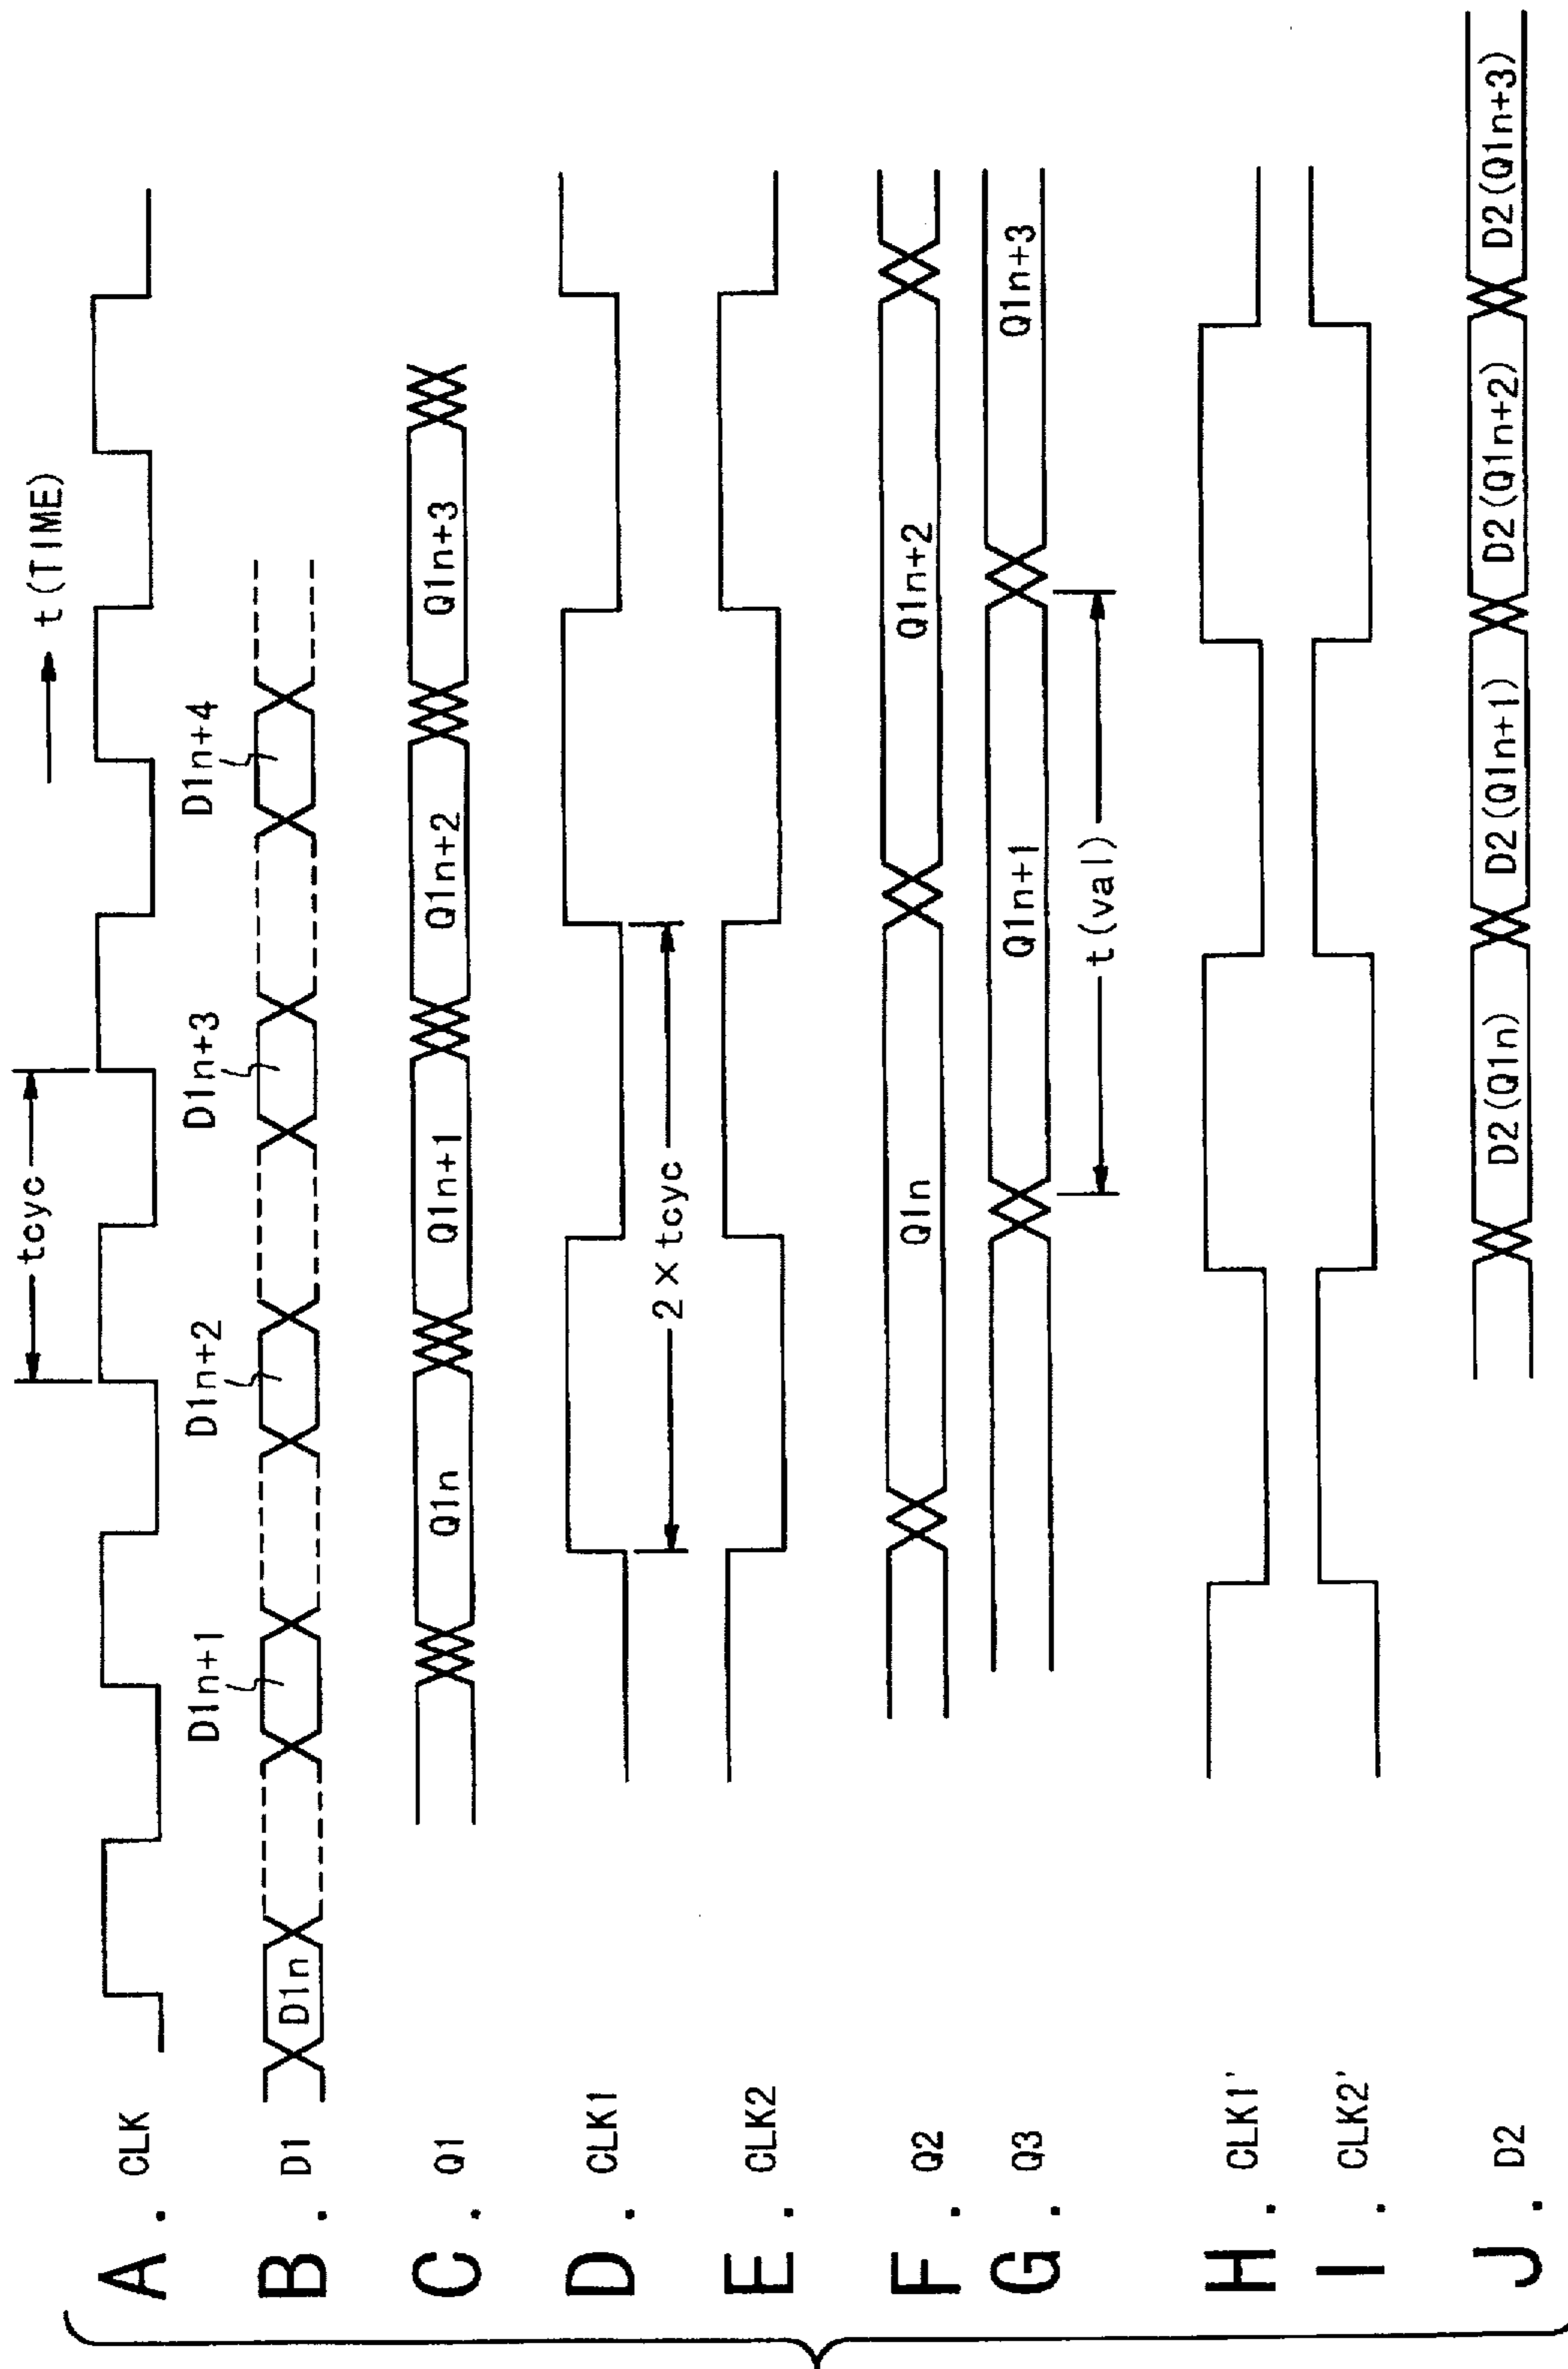 t (TIME)
tcyc
A. CLK
D1n+1 D1n+2 D1n+3 D1n+4
B. D1 D1n
C. Q1 Q1n Q1n+1 Q1n+2 Q1n+3
D. CLK1
2 × tcyc
E. CLK2
F. Q2 Q1n Q1n+2
G. Q3 Q1n+1 Q1n+3
t(val)
H. CLK1'
I. CLK2'
J. D2 D2(Q1n) D2(Q1n+1) D2(Q1n+2) D2(Q1n+3)